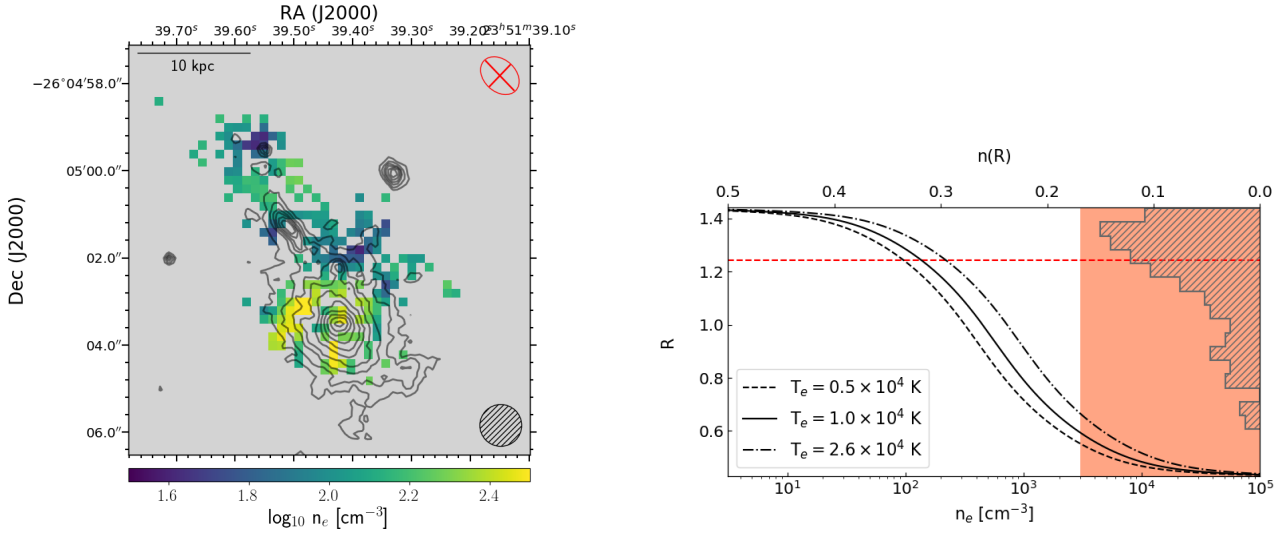 RA (J2000)
39.70ˢ 39.60ˢ 39.50ˢ 39.40ˢ 39.30ˢ 39.20ˢ 23ʰ51ᵐ39.10ˢ
10 kpc
−26°04′58.0″
05′00.0″
02.0″
04.0″
06.0″
Dec (J2000)
1.6 1.8 2.0 2.2 2.4
log₁₀ nₑ [cm⁻³]
n(R)
0.5 0.4 0.3 0.2 0.1 0.0
1.4
1.2
1.0
0.8
0.6
R
Tₑ = 0.5 × 10⁴ K
Tₑ = 1.0 × 10⁴ K
Tₑ = 2.6 × 10⁴ K
10¹ 10² 10³ 10⁴ 10⁵
nₑ [cm⁻³]